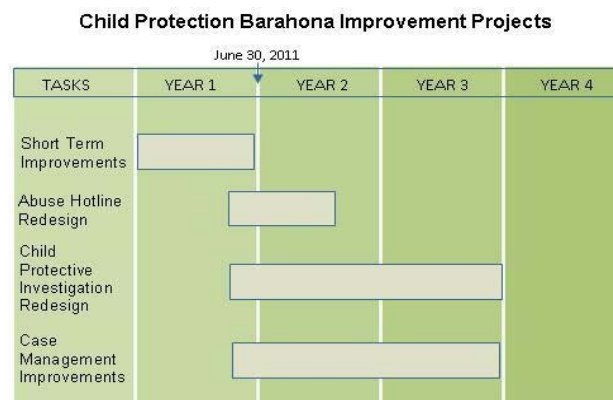 Child Protection Barahona Improvement Projects
June 30, 2011
TASKS YEAR 1 YEAR 2 YEAR 3 YEAR 4
Short Term
Improvements
Abuse Hotline
Redesign
Child
Protective
Investigation
Redesign
Case
Management
Improvements